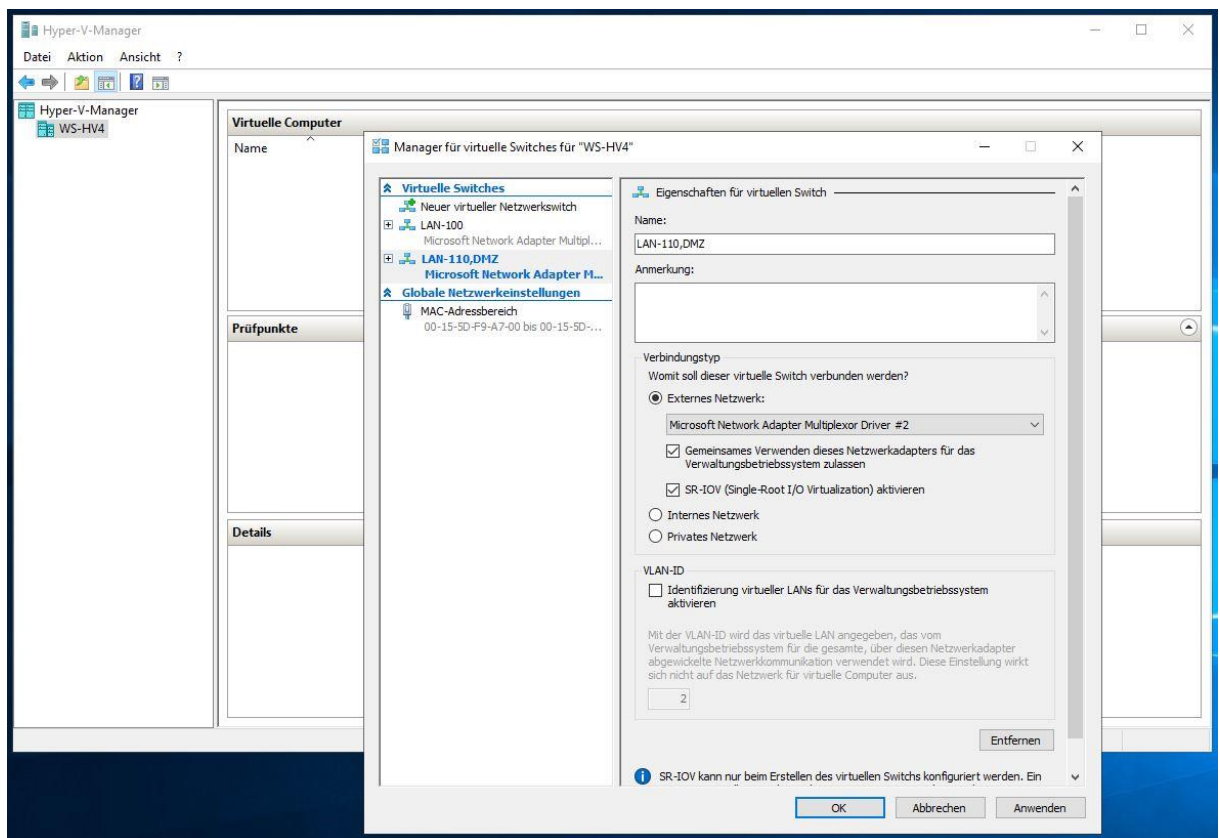 Hyper-V-Manager
Datei Aktion Ansicht ?
Hyper-V-Manager
WS-HV4
Virtuelle Computer
Name
Prüfpunkte
Details
Manager für virtuelle Switches für "WS-HV4"
Virtuelle Switches
Neuer virtueller Netzwerkswitch
LAN-100
Microsoft Network Adapter Multipl...
LAN-110,DMZ
Microsoft Network Adapter M...
Globale Netzwerkeinstellungen
MAC-Adressbereich
00-15-5D-F9-A7-00 bis 00-15-5D-...
Eigenschaften für virtuellen Switch
Name:
LAN-110,DMZ
Anmerkung:
Verbindungstyp
Womit soll dieser virtuelle Switch verbunden werden?
Externes Netzwerk:
Microsoft Network Adapter Multiplexor Driver #2
Gemeinsames Verwenden dieses Netzwerkadapters für das
Verwaltungsbetriebssystem zulassen
SR-IOV (Single-Root I/O Virtualization) aktivieren
Internes Netzwerk
Privates Netzwerk
VLAN-ID
Identifizierung virtueller LANs für das Verwaltungsbetriebssystem
aktivieren
Mit der VLAN-ID wird das virtuelle LAN angegeben, das vom
Verwaltungsbetriebssystem für die gesamte, über diesen Netzwerkadapter
abgewickelte Netzwerkkommunikation verwendet wird. Diese Einstellung wirkt
sich nicht auf das Netzwerk für virtuelle Computer aus.
2
Entfernen
SR-IOV kann nur beim Erstellen des virtuellen Switchs konfiguriert werden. Ein
OK Abbrechen Anwenden